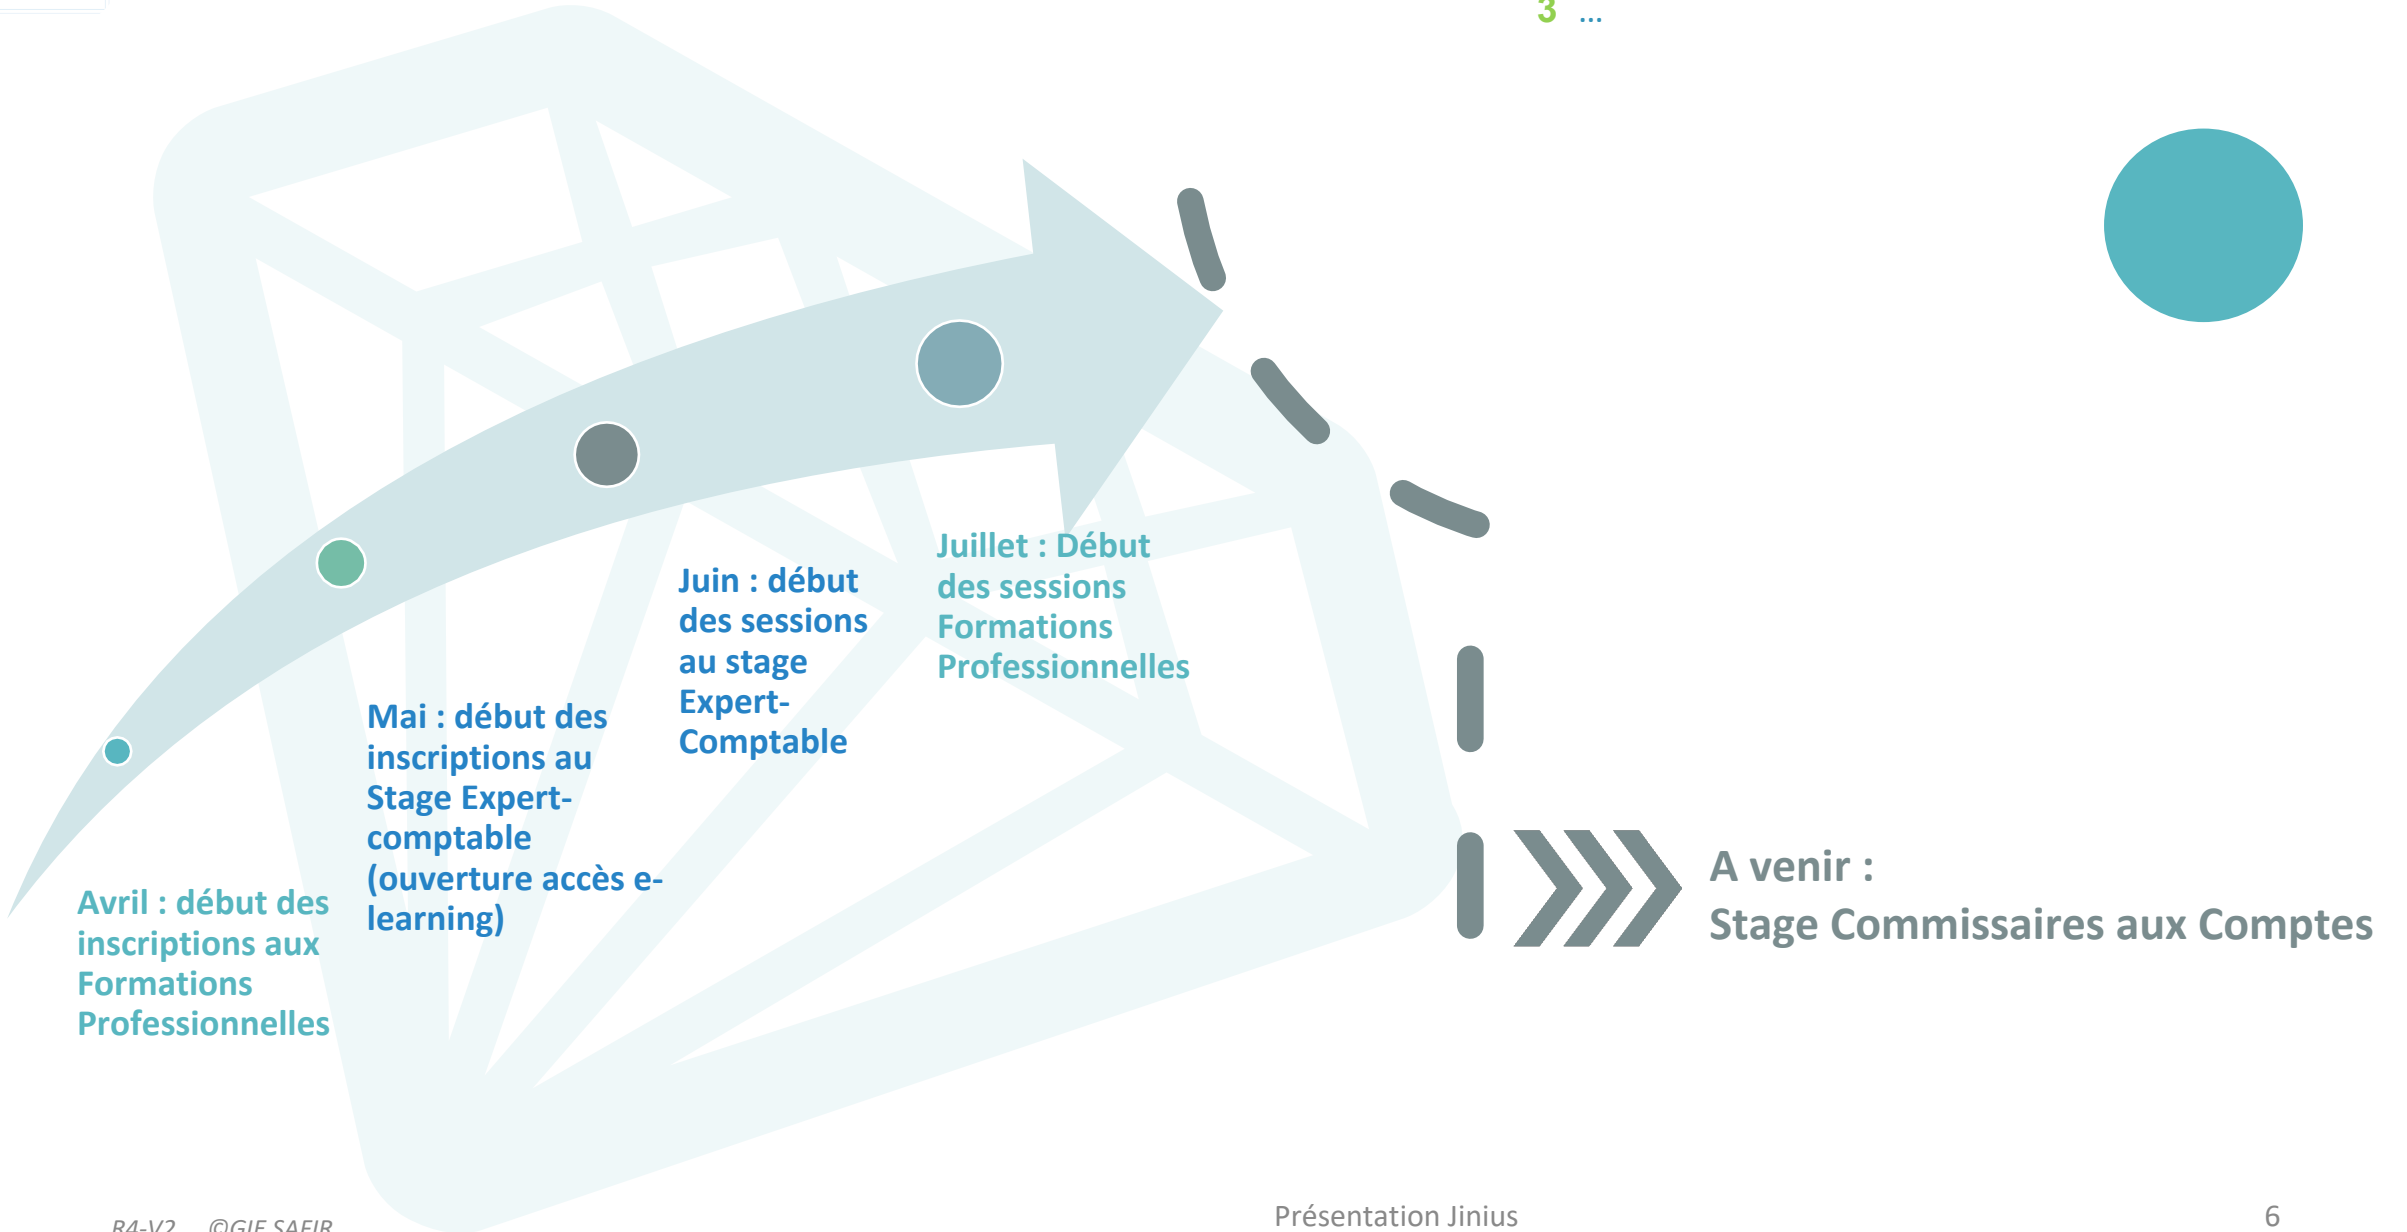 3 ...
Avril : début des
inscriptions aux
Formations
Professionnelles
Mai : début des
inscriptions au
Stage Expert-
comptable
(ouverture accès e-
learning)
Juin : début
des sessions
au stage
Expert-
Comptable
Juillet : Début
des sessions
Formations
Professionnelles
A venir :
Stage Commissaires aux Comptes
R4-V2 ©GIE SAFIR
Présentation Jinius
6